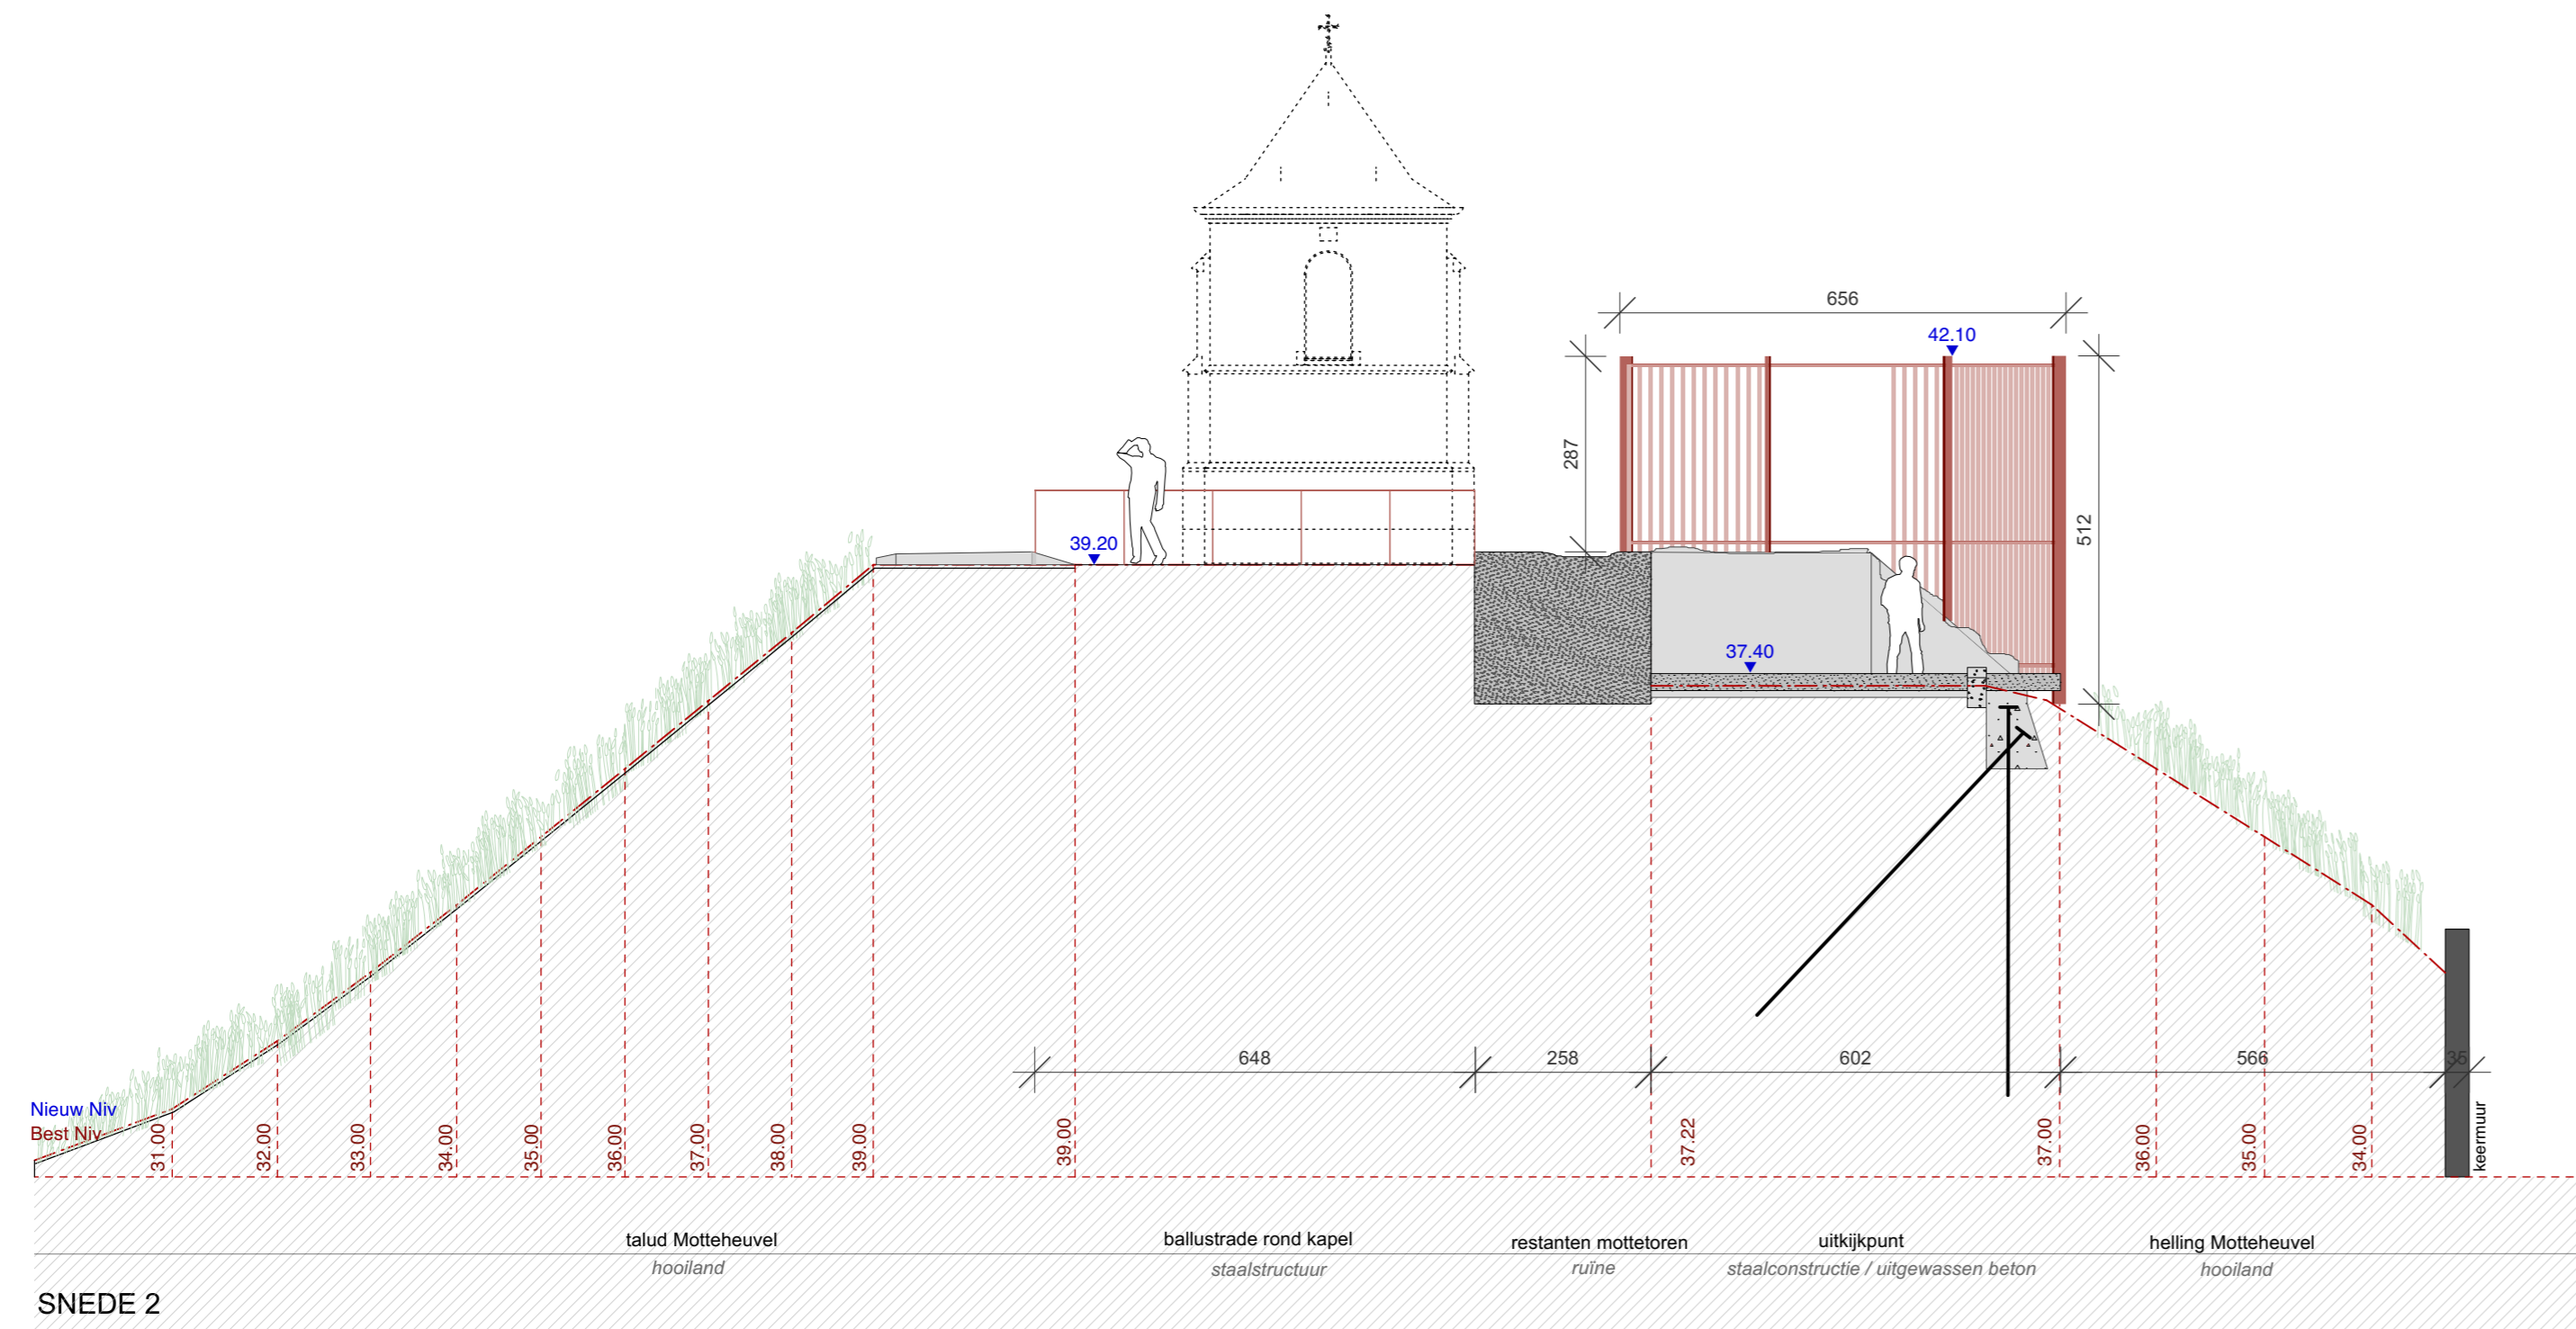 656
42.10
287
512
39.20
37.40
648
258
602
566
35
Nieuw Niv
Best Niv
31.00
32.00
33.00
34.00
35.00
36.00
37.00
38.00
39.00
39.00
37.22
37.00
36.00
35.00
34.00
keermuur
talud Motteheuvel
hooiland
ballustrade rond kapel
staalstructuur
restanten mottetoren
ruïne
uitkijkpunt
staalconstructie / uitgewassen beton
helling Motteheuvel
hooiland
SNEDE 2